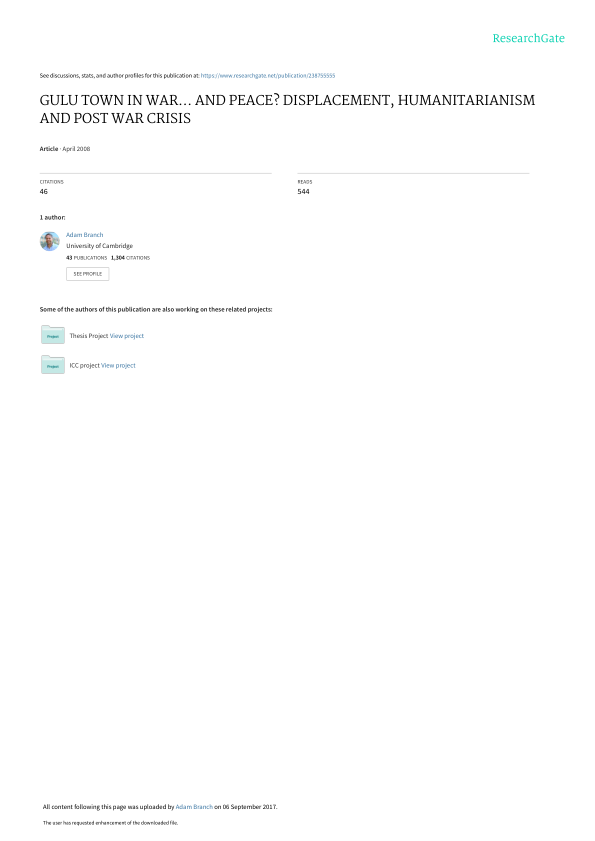 ResearchGate
See discussions, stats, and author profiles for this publication at: https://www.researchgate.net/publication/238755555
GULU TOWN IN WAR... AND PEACE? DISPLACEMENT, HUMANITARIANISM
AND POST WAR CRISIS
Article · April 2008
CITATIONS
46
READS
544
1 author:
Adam Branch
University of Cambridge
43 PUBLICATIONS 1,304 CITATIONS
SEE PROFILE
Some of the authors of this publication are also working on these related projects:
Project Thesis Project View project
Project ICC project View project
All content following this page was uploaded by Adam Branch on 06 September 2017.
The user has requested enhancement of the downloaded file.